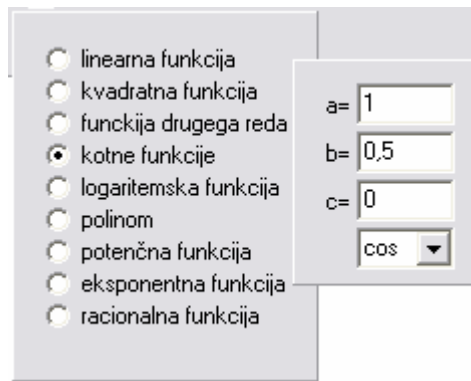 linearna funkcija
kvadratna funkcija
funckija drugega reda
kotne funkcije
logaritemska funkcija
polinom
potenčna funkcija
eksponentna funkcija
racionalna funkcija
a= 1
b= 0,5
c= 0
cos